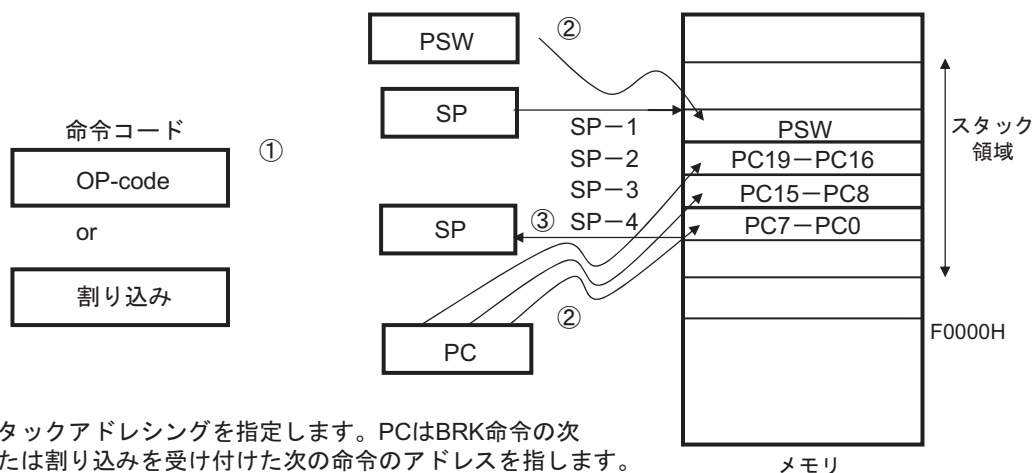 PSW
②
SP
SP－1
SP－2
SP－3
③ SP－4
SP
②
PC
命令コード
①
OP-code
or
割り込み
PSW
PC19－PC16
PC15－PC8
PC7－PC0
スタック
領域
F0000H
メモリ
タックアドレシングを指定します。PCはBRK命令の次
たは割り込みを受け付けた次の命令のアドレスを指します。